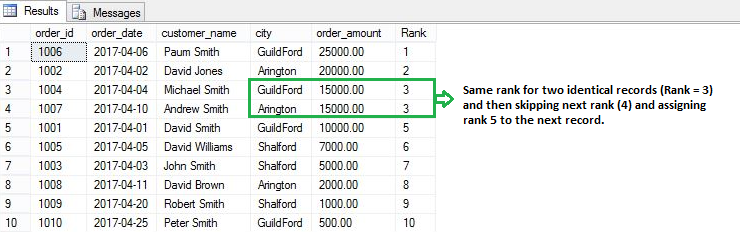 Results Messages
order_id order_date customer_name city order_amount Rank
1 1006 2017-04-06 Paum Smith GuildFord 25000.00 1
2 1002 2017-04-02 David Jones Arington 20000.00 2
3 1004 2017-04-04 Michael Smith GuildFord 15000.00 3
4 1007 2017-04-10 Andrew Smith Arington 15000.00 3
5 1001 2017-04-01 David Smith GuildFord 10000.00 5
6 1005 2017-04-05 David Williams Shalford 7000.00 6
7 1003 2017-04-03 John Smith Shalford 5000.00 7
8 1008 2017-04-11 David Brown Arington 2000.00 8
9 1009 2017-04-20 Robert Smith Shalford 1000.00 9
10 1010 2017-04-25 Peter Smith GuildFord 500.00 10
Same rank for two identical records (Rank = 3)
and then skipping next rank (4) and assigning
rank 5 to the next record.